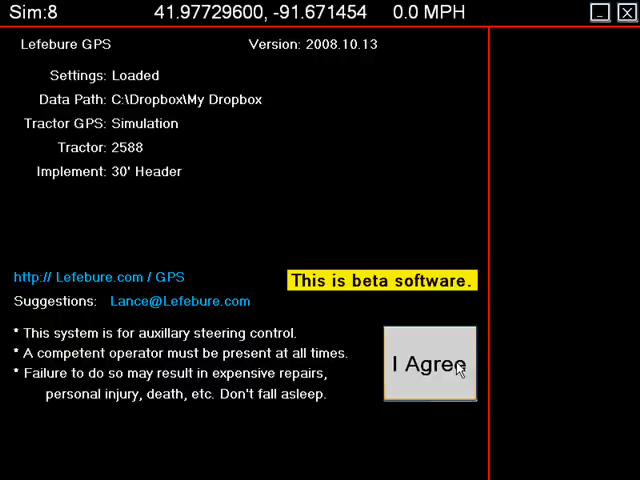 Sim:8 41.97729600, -91.671454 0.0 MPH
Lefebure GPS Version: 2008.10.13
Settings: Loaded
Data Path: C:\Dropbox\My Dropbox
Tractor GPS: Simulation
Tractor: 2588
Implement: 30' Header
http:// Lefebure.com / GPS
This is beta software.
Suggestions: Lance@Lefebure.com
* This system is for auxillary steering control.
* A competent operator must be present at all times.
* Failure to do so may result in expensive repairs,
personal injury, death, etc. Don't fall asleep.
I Agree